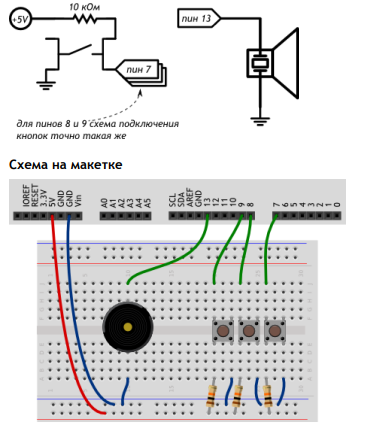 +5V
10 кОм
пин 13
пин 7
для пинов 8 и 9 схема подключения
кнопок точно такая же
Схема на макетке
IOREF
RESET
3.3V
5V
GND
GND
Vin
A0
A1
A2
A3
A4
A5
SCL
SDA
AREF
GND
13
12
11
10
9
8
7
6
5
4
3
2
1
0